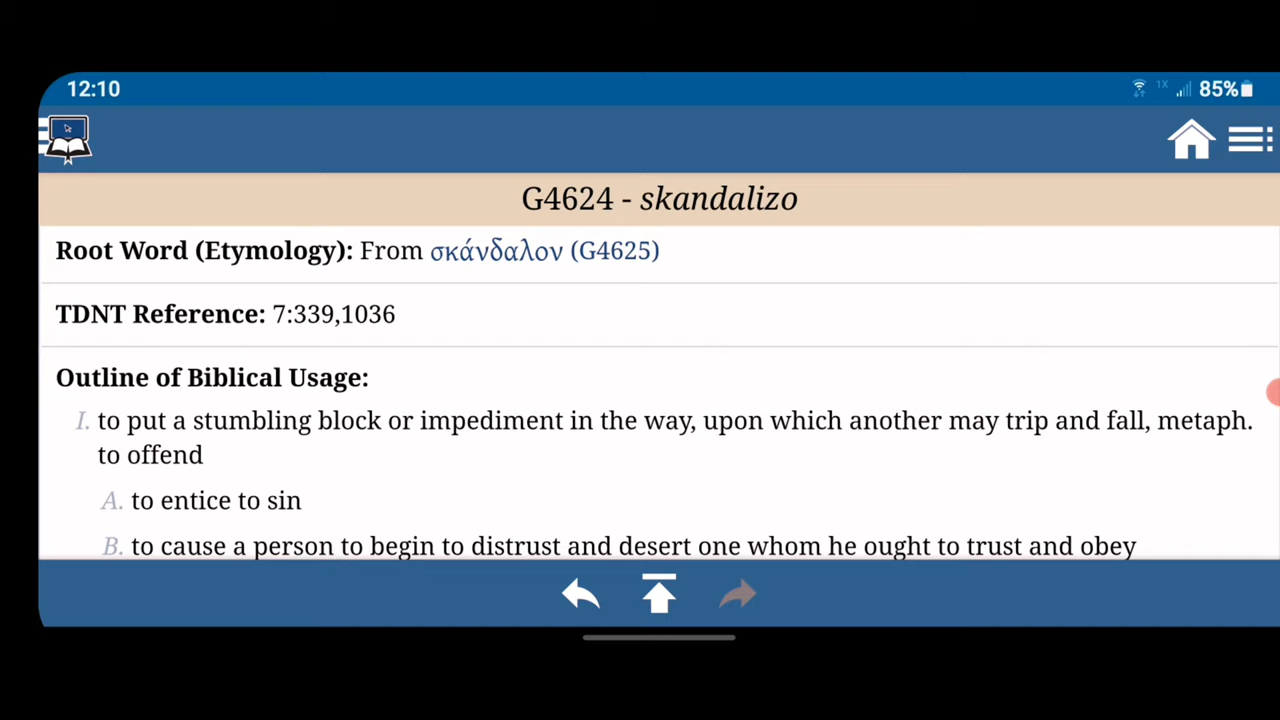 12:10
1X
85%
G4624 - skandalizo
Root Word (Etymology): From σκάνδαλον (G4625)
TDNT Reference: 7:339,1036
Outline of Biblical Usage:
I. to put a stumbling block or impediment in the way, upon which another may trip and fall, metaph.
to offend
A. to entice to sin
B. to cause a person to begin to distrust and desert one whom he ought to trust and obey